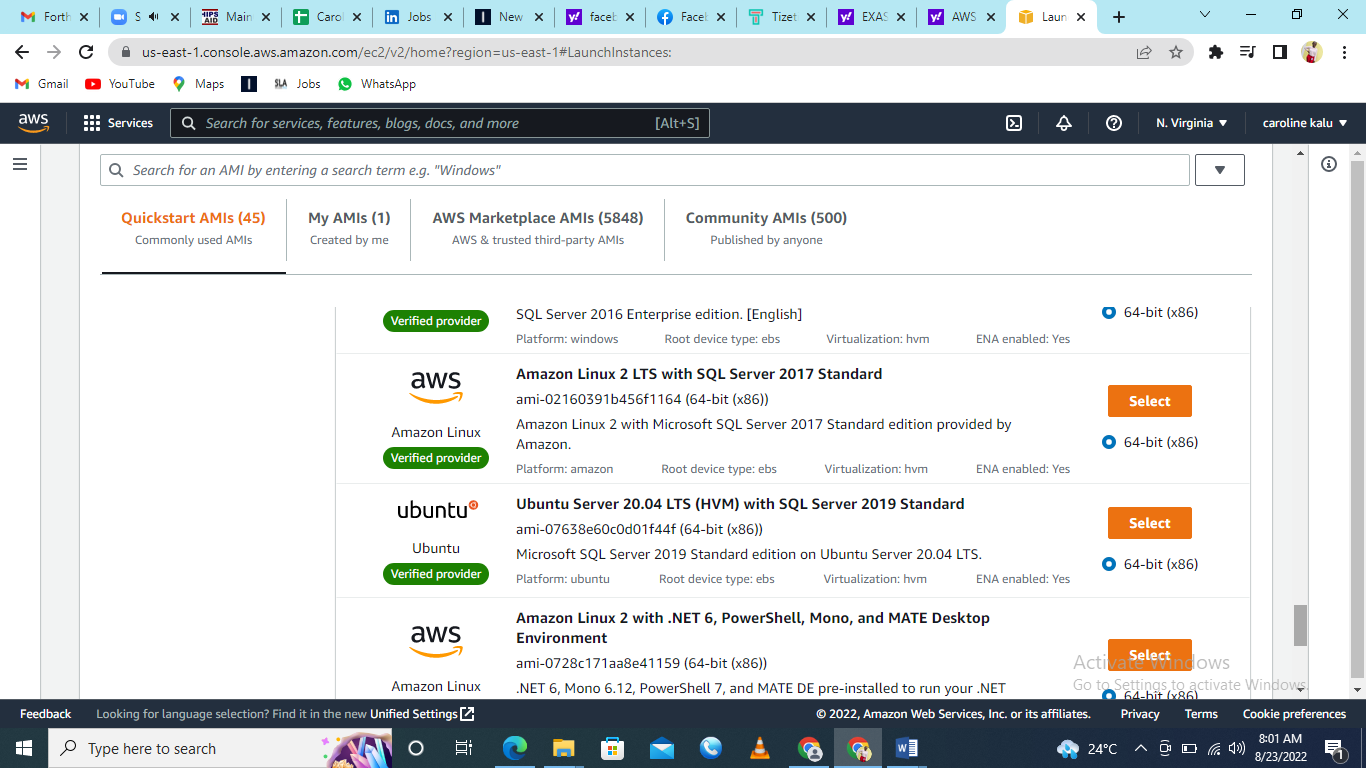 Forth
S
Main
Carol
Jobs
New
faceb
Faceb
Tizet
EXAS
AWS
Laun
us-east-1.console.aws.amazon.com/ec2/v2/home?region=us-east-1#LaunchInstances:
Gmail
YouTube
Maps
Jobs
WhatsApp
aws
Services
Search for services, features, blogs, docs, and more
[Alt+S]
N. Virginia
caroline kalu
Search for an AMI by entering a search term e.g. "Windows"
Quickstart AMIs (45)
Commonly used AMIs
My AMIs (1)
Created by me
AWS Marketplace AMIs (5848)
AWS & trusted third-party AMIs
Community AMIs (500)
Published by anyone
Verified provider
SQL Server 2016 Enterprise edition. [English]
Platform: windows
Root device type: ebs
Virtualization: hvm
ENA enabled: Yes
64-bit (x86)
aws
Amazon Linux
Verified provider
Amazon Linux 2 LTS with SQL Server 2017 Standard
ami-02160391b456f1164 (64-bit (x86))
Amazon Linux 2 with Microsoft SQL Server 2017 Standard edition provided by
Amazon.
Platform: amazon
Root device type: ebs
Virtualization: hvm
ENA enabled: Yes
Select
64-bit (x86)
ubuntu
Ubuntu
Verified provider
Ubuntu Server 20.04 LTS (HVM) with SQL Server 2019 Standard
ami-07638e60c0d01f44f (64-bit (x86))
Microsoft SQL Server 2019 Standard edition on Ubuntu Server 20.04 LTS.
Platform: ubuntu
Root device type: ebs
Virtualization: hvm
ENA enabled: Yes
Select
64-bit (x86)
aws
Amazon Linux
Amazon Linux 2 with .NET 6, PowerShell, Mono, and MATE Desktop
Environment
ami-0728c171aa8e41159 (64-bit (x86))
.NET 6, Mono 6.12, PowerShell 7, and MATE DE pre-installed to run your .NET
Select
64-bit (x86)
Activate Windows
Go to Settings to activate Windows.
Feedback
Looking for language selection? Find it in the new Unified Settings
© 2022, Amazon Web Services, Inc. or its affiliates.
Privacy
Terms
Cookie preferences
Type here to search
24°C
8:01 AM
8/23/2022
1